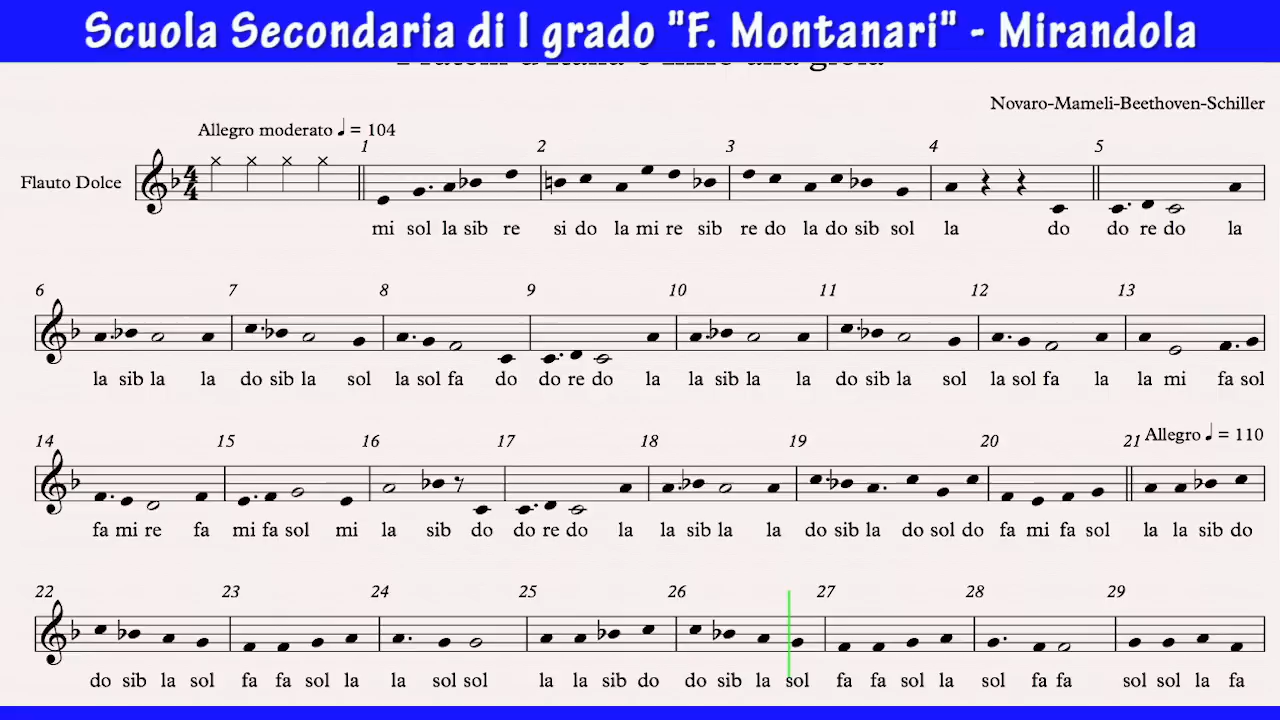 Scuola Secondaria di I grado "F. Montanari" - Mirandola
Novaro-Mameli-Beethoven-Schiller
Allegro moderato ♩ = 104
1 2 3 4 5
Flauto Dolce
4
4
mi sol la sib re si do la mi re sib re do la do sib sol la do do re do la
6 7 8 9 10 11 12 13
la sib la la do sib la sol la sol fa do do re do la la sib la la do sib la sol la sol fa la la mi fa sol
14 15 16 17 18 19 20 21 Allegro ♩ = 110
fa mi re fa mi fa sol mi la sib do do re do la la sib la la do sib la do sol do fa mi fa sol la la sib do
22 23 24 25 26 27 28 29
do sib la sol fa fa sol la la sol sol la la sib do do sib la sol fa fa sol la sol fa fa sol sol la fa